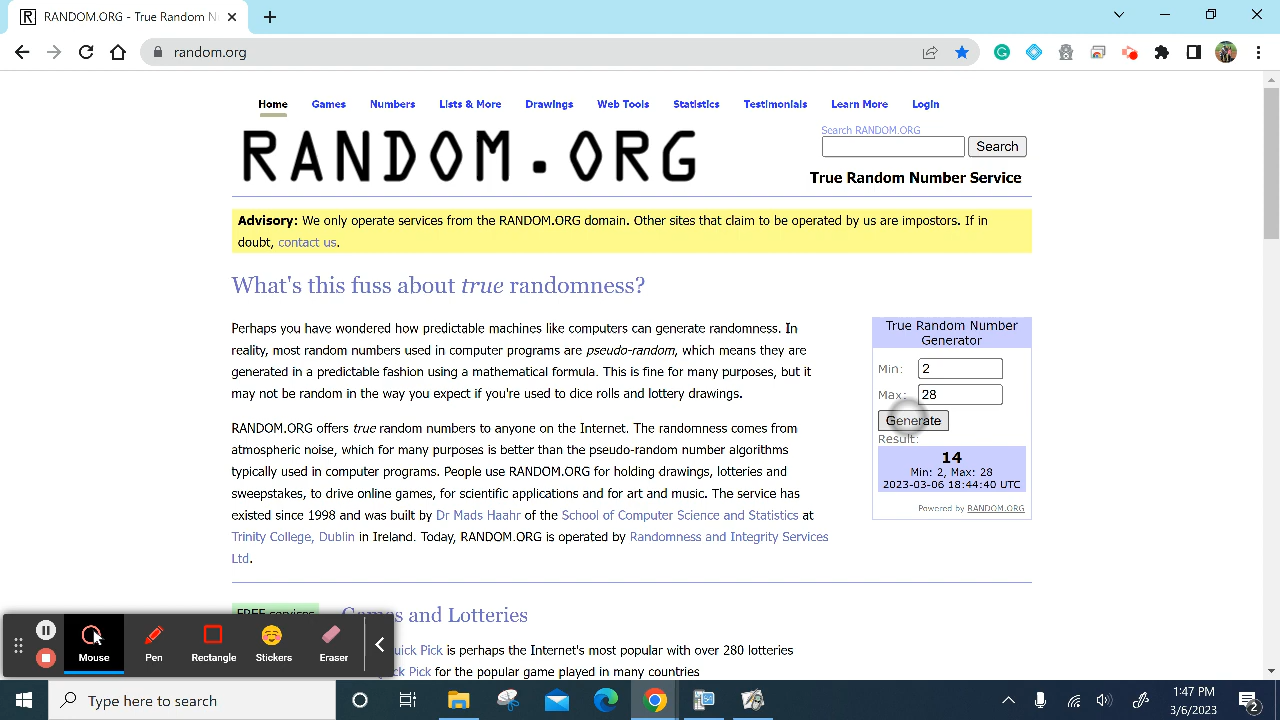 RANDOM.ORG - True Random N
random.org
Home Games Numbers Lists & More Drawings Web Tools Statistics Testimonials Learn More Login
RANDOM.ORG
Search RANDOM.ORG
Search
True Random Number Service
Advisory: We only operate services from the RANDOM.ORG domain. Other sites that claim to be operated by us are impostors. If in
doubt, contact us.
What's this fuss about true randomness?
Perhaps you have wondered how predictable machines like computers can generate randomness. In
reality, most random numbers used in computer programs are pseudo-random, which means they are
generated in a predictable fashion using a mathematical formula. This is fine for many purposes, but it
may not be random in the way you expect if you're used to dice rolls and lottery drawings.
RANDOM.ORG offers true random numbers to anyone on the Internet. The randomness comes from
atmospheric noise, which for many purposes is better than the pseudo-random number algorithms
typically used in computer programs. People use RANDOM.ORG for holding drawings, lotteries and
sweepstakes, to drive online games, for scientific applications and for art and music. The service has
existed since 1998 and was built by Dr Mads Haahr of the School of Computer Science and Statistics at
Trinity College, Dublin in Ireland. Today, RANDOM.ORG is operated by Randomness and Integrity Services
Ltd.
True Random Number
Generator
Min: 2
Max: 28
Generate
Result:
14
Min: 2, Max: 28
2023-03-06 18:44:40 UTC
Powered by RANDOM.ORG
FREE services
Games and Lotteries
uick Pick is perhaps the Internet's most popular with over 280 lotteries
ck Pick for the popular game played in many countries
Mouse Pen Rectangle Stickers Eraser
Type here to search
1:47 PM
3/6/2023
2